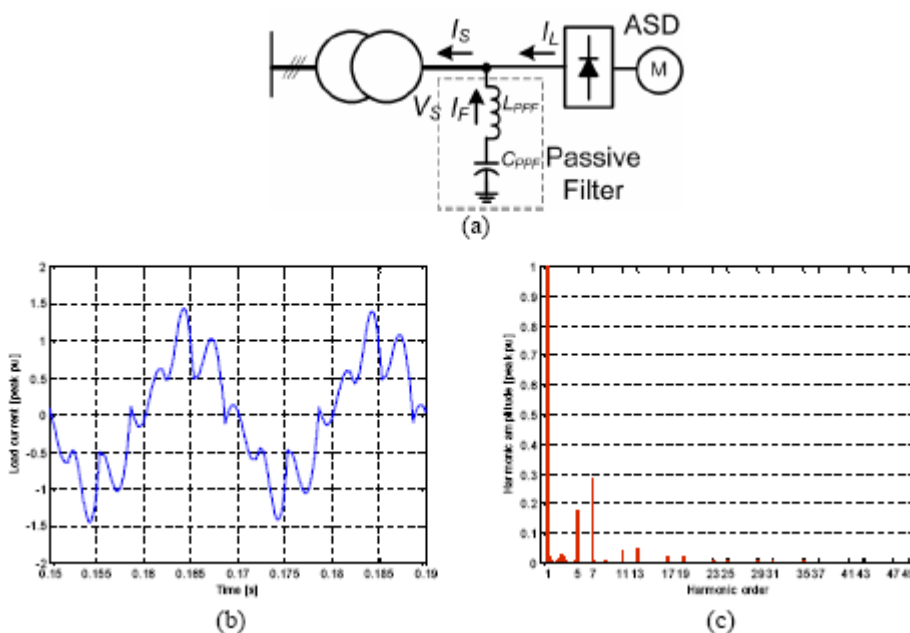 I_S I_L ASD
M
V_S I_F L_PPF
C_PPF Passive
Filter
(a)
2
1.5
1
0.5
0
-0.5
-1
-1.5
-2
Load current [peak pu]
0.15 0.155 0.16 0.165 0.17 0.175 0.18 0.185 0.19
Time [s]
(b)
1
0.9
0.8
0.7
0.6
0.5
0.4
0.3
0.2
0.1
0
Harmonic amplitude [peak pu]
1 5 7 11 13 17 19 23 25 29 31 35 37 41 43 47 49
Harmonic order
(c)